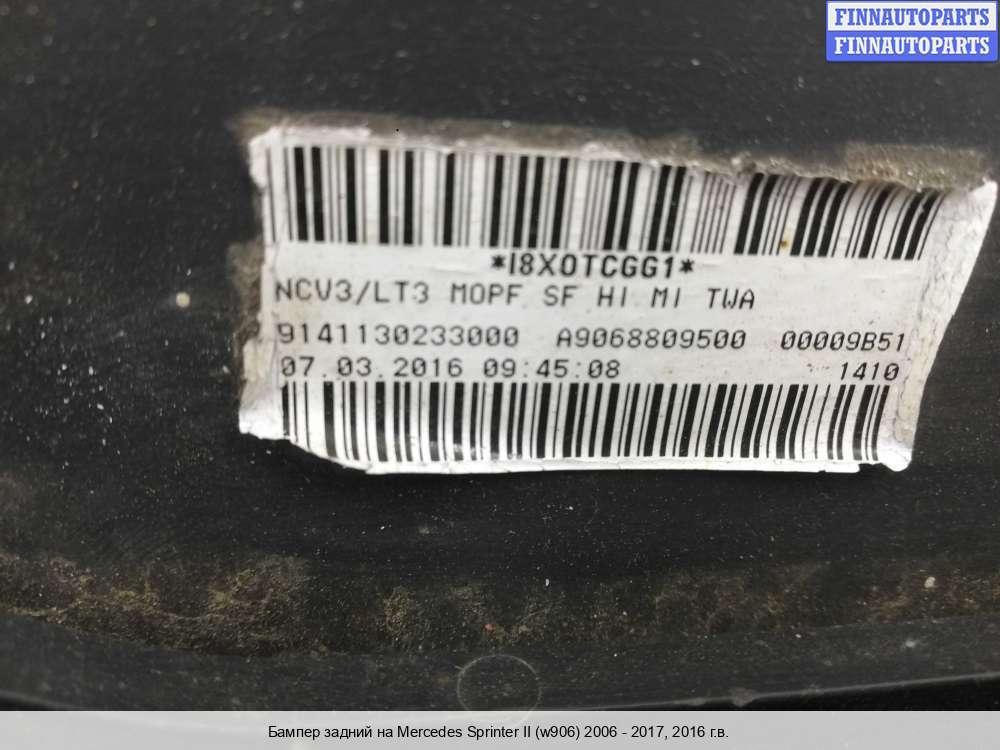 FINNAUTOPARTS
FINNAUTOPARTS
*I8X0TCGG1*
NCV3/LT3 MOPF SF HI MI TWA
9141130233000 A9068809500 00009B51
07.03.2016 09:45:08 1410
Бампер задний на Mercedes Sprinter II (w906) 2006 - 2017, 2016 г.в.